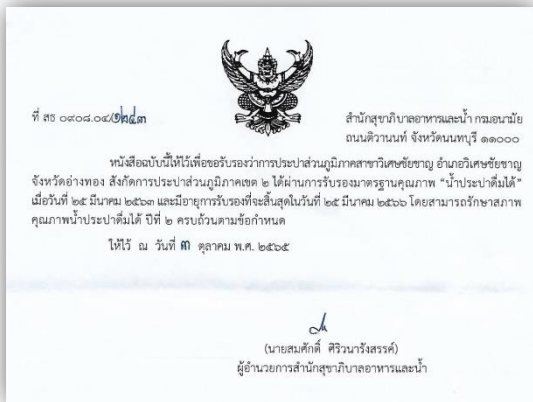 ที่ สธ ๐๙๐๘.๐๔/๑๒๔๓
สำนักสุขาภิบาลอาหารและน้ำ กรมอนามัย
ถนนติวานนท์ จังหวัดนนทบุรี ๑๑๐๐๐
หนังสือฉบับนี้ให้ไว้เพื่อขอรับรองว่าการประปาส่วนภูมิภาคสาขาวิเศษชัยชาญ อำเภอวิเศษชัยชาญ
จังหวัดอ่างทอง สังกัดการประปาส่วนภูมิภาคเขต ๒ ได้ผ่านการรับรองมาตรฐานคุณภาพ “น้ำประปาดื่มได้”
เมื่อวันที่ ๒๕ มีนาคม ๒๕๖๓ และมีอายุการรับรองที่จะสิ้นสุดในวันที่ ๒๕ มีนาคม ๒๕๖๖ โดยสามารถรักษาสภาพ
คุณภาพน้ำประปาดื่มได้ ปีที่ ๒ ครบถ้วนตามข้อกำหนด
ให้ไว้ ณ วันที่ ๓ ตุลาคม พ.ศ. ๒๕๖๕
(นายสมศักดิ์ ศิริวนารังสรรค์)
ผู้อำนวยการสำนักสุขาภิบาลอาหารและน้ำ